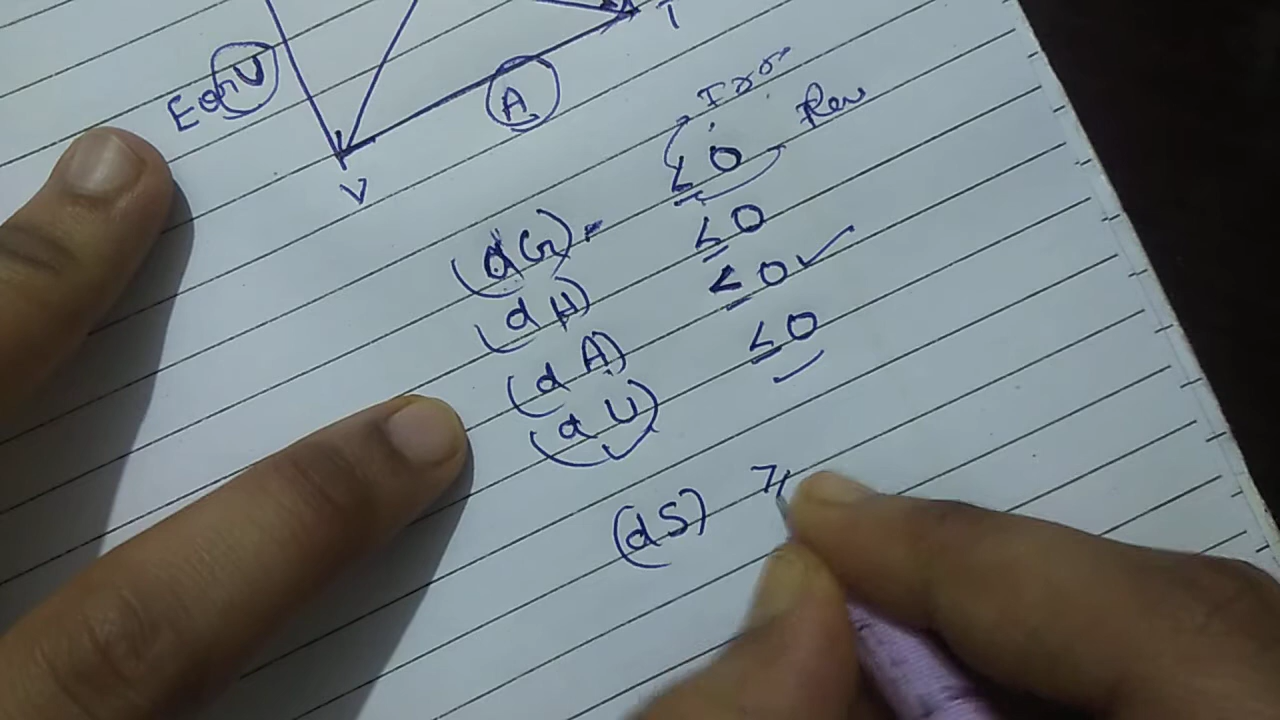 T
E or U
A
V
Irr
Rev
(dG) ≤ 0
(dH) ≤ 0
(dA) ≤ 0 ✓
(dU) ≤ 0
(dS) ≥